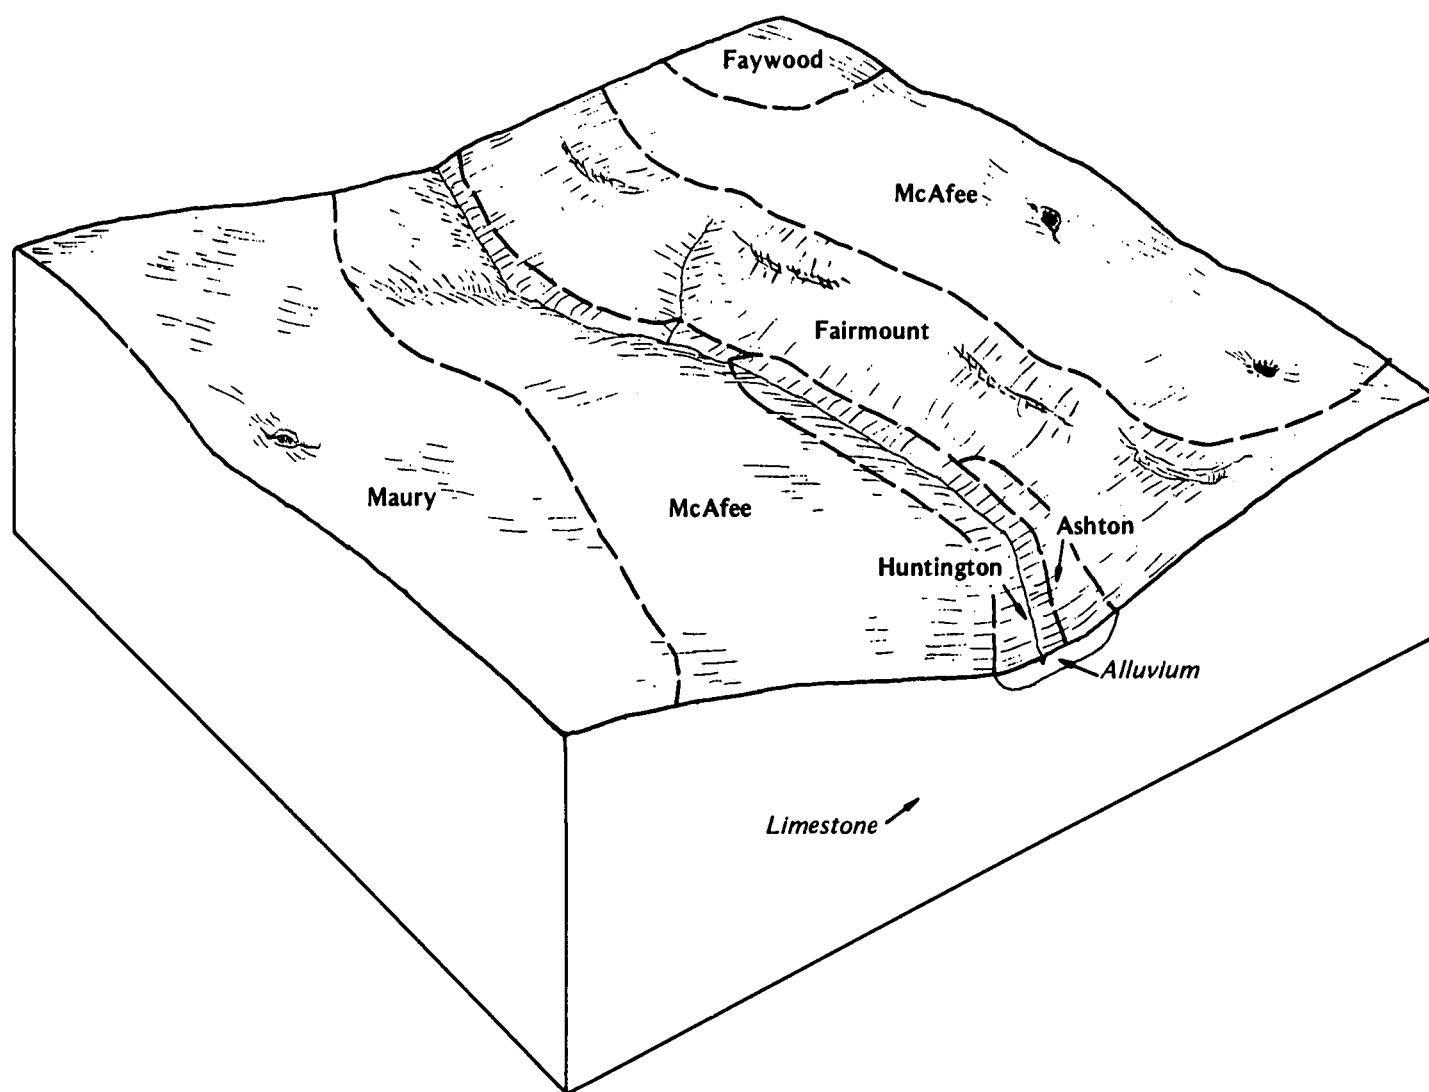 Faywood
McAfee
Fairmount
Maury
McAfee
Ashton
Huntington
Alluvium
Limestone